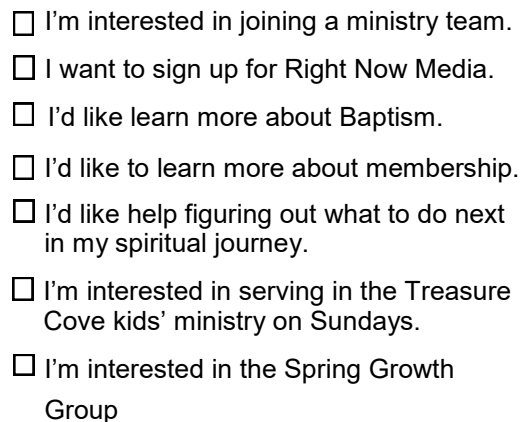 I'm interested in joining a ministry team.
I want to sign up for Right Now Media.
I'd like learn more about Baptism.
I'd like to learn more about membership.
I'd like help figuring out what to do next
in my spiritual journey.
I'm interested in serving in the Treasure
Cove kids' ministry on Sundays.
I'm interested in the Spring Growth
Group